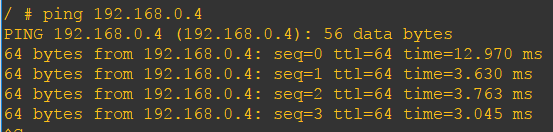 / # ping 192.168.0.4
PING 192.168.0.4 (192.168.0.4): 56 data bytes
64 bytes from 192.168.0.4: seq=0 ttl=64 time=12.970 ms
64 bytes from 192.168.0.4: seq=1 ttl=64 time=3.630 ms
64 bytes from 192.168.0.4: seq=2 ttl=64 time=3.763 ms
64 bytes from 192.168.0.4: seq=3 ttl=64 time=3.045 ms